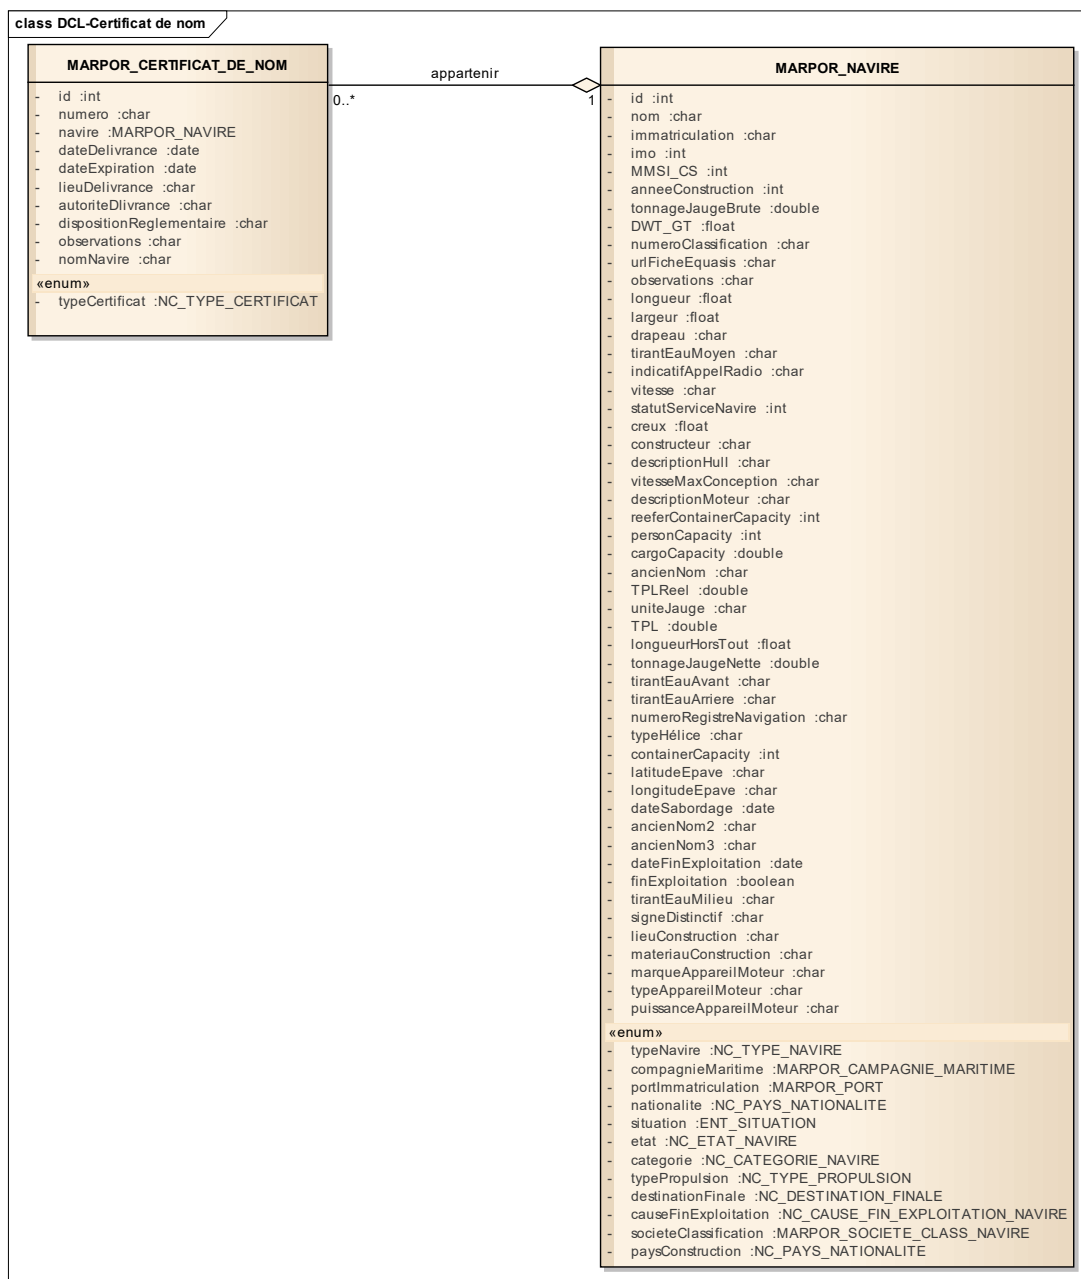 class DCL-Certificat de nom
MARPOR_CERTIFICAT_DE_NOM
- id :int
- numero :char
- navire :MARPOR_NAVIRE
- dateDelivrance :date
- dateExpiration :date
- lieuDelivrance :char
- autoriteDlivrance :char
- dispositionReglementaire :char
- observations :char
- nomNavire :char
«enum»
- typeCertificat :NC_TYPE_CERTIFICAT
appartenir
0..*
1
MARPOR_NAVIRE
- id :int
- nom :char
- immatriculation :char
- imo :int
- MMSI_CS :int
- anneeConstruction :int
- tonnageJaugeBrute :double
- DWT_GT :float
- numeroClassification :char
- urlFicheEquasis :char
- observations :char
- longueur :float
- largeur :float
- drapeau :char
- tirantEauMoyen :char
- indicatifAppelRadio :char
- vitesse :char
- statutServiceNavire :int
- creux :float
- constructeur :char
- descriptionHull :char
- vitesseMaxConception :char
- descriptionMoteur :char
- reeferContainerCapacity :int
- personCapacity :int
- cargoCapacity :double
- ancienNom :char
- TPLReel :double
- uniteJauge :char
- TPL :double
- longueurHorsTout :float
- tonnageJaugeNette :double
- tirantEauAvant :char
- tirantEauArriere :char
- numeroRegistreNavigation :char
- typeHélice :char
- containerCapacity :int
- latitudeEpave :char
- longitudeEpave :char
- dateSabordage :date
- ancienNom2 :char
- ancienNom3 :char
- dateFinExploitation :date
- finExploitation :boolean
- tirantEauMilieu :char
- signeDistinctif :char
- lieuConstruction :char
- materiauConstruction :char
- marqueAppareilMoteur :char
- typeAppareilMoteur :char
- puissanceAppareilMoteur :char
«enum»
- typeNavire :NC_TYPE_NAVIRE
- compagnieMaritime :MARPOR_CAMPAGNIE_MARITIME
- portImmatriculation :MARPOR_PORT
- nationalite :NC_PAYS_NATIONALITE
- situation :ENT_SITUATION
- etat :NC_ETAT_NAVIRE
- categorie :NC_CATEGORIE_NAVIRE
- typePropulsion :NC_TYPE_PROPULSION
- destinationFinale :NC_DESTINATION_FINALE
- causeFinExploitation :NC_CAUSE_FIN_EXPLOITATION_NAVIRE
- societeClassification :MARPOR_SOCIETE_CLASS_NAVIRE
- paysConstruction :NC_PAYS_NATIONALITE